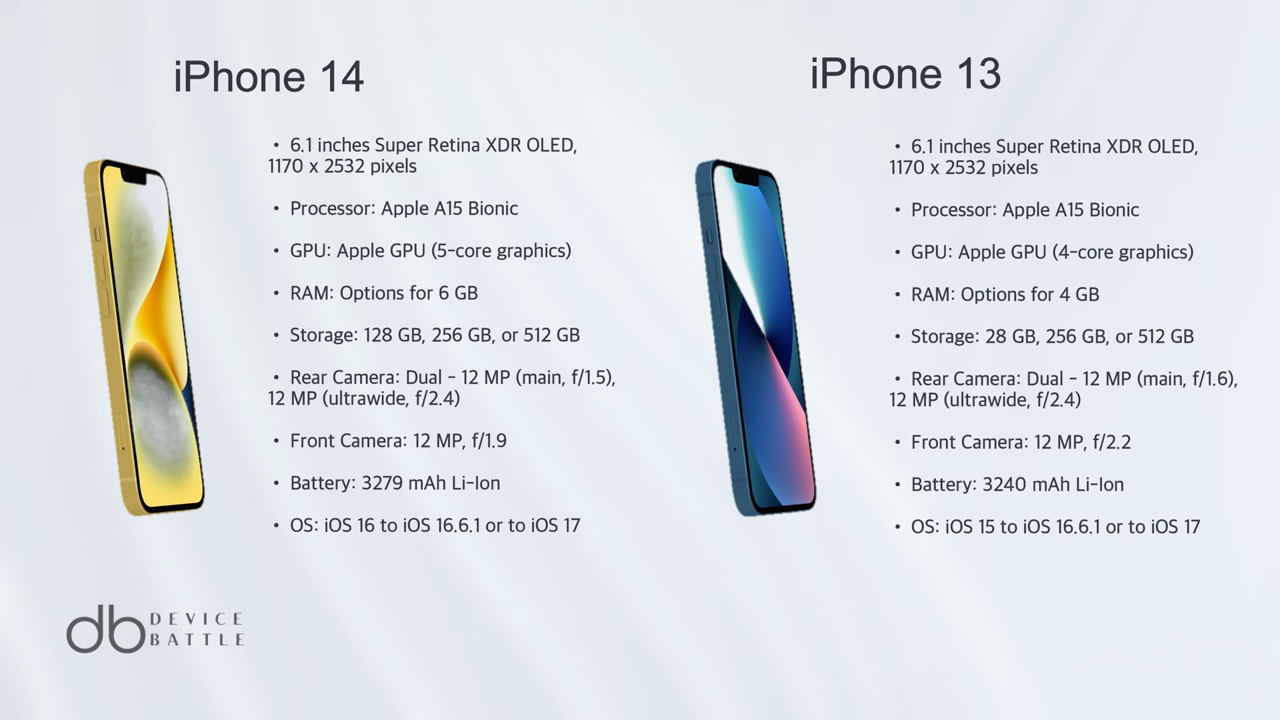 iPhone 14
• 6.1 inches Super Retina XDR OLED,
1170 x 2532 pixels
• Processor: Apple A15 Bionic
• GPU: Apple GPU (5-core graphics)
• RAM: Options for 6 GB
• Storage: 128 GB, 256 GB, or 512 GB
• Rear Camera: Dual - 12 MP (main, f/1.5),
12 MP (ultrawide, f/2.4)
• Front Camera: 12 MP, f/1.9
• Battery: 3279 mAh Li-Ion
• OS: iOS 16 to iOS 16.6.1 or to iOS 17
iPhone 13
• 6.1 inches Super Retina XDR OLED,
1170 x 2532 pixels
• Processor: Apple A15 Bionic
• GPU: Apple GPU (4-core graphics)
• RAM: Options for 4 GB
• Storage: 28 GB, 256 GB, or 512 GB
• Rear Camera: Dual - 12 MP (main, f/1.6),
12 MP (ultrawide, f/2.4)
• Front Camera: 12 MP, f/2.2
• Battery: 3240 mAh Li-Ion
• OS: iOS 15 to iOS 16.6.1 or to iOS 17
db
DEVICE
BATTLE